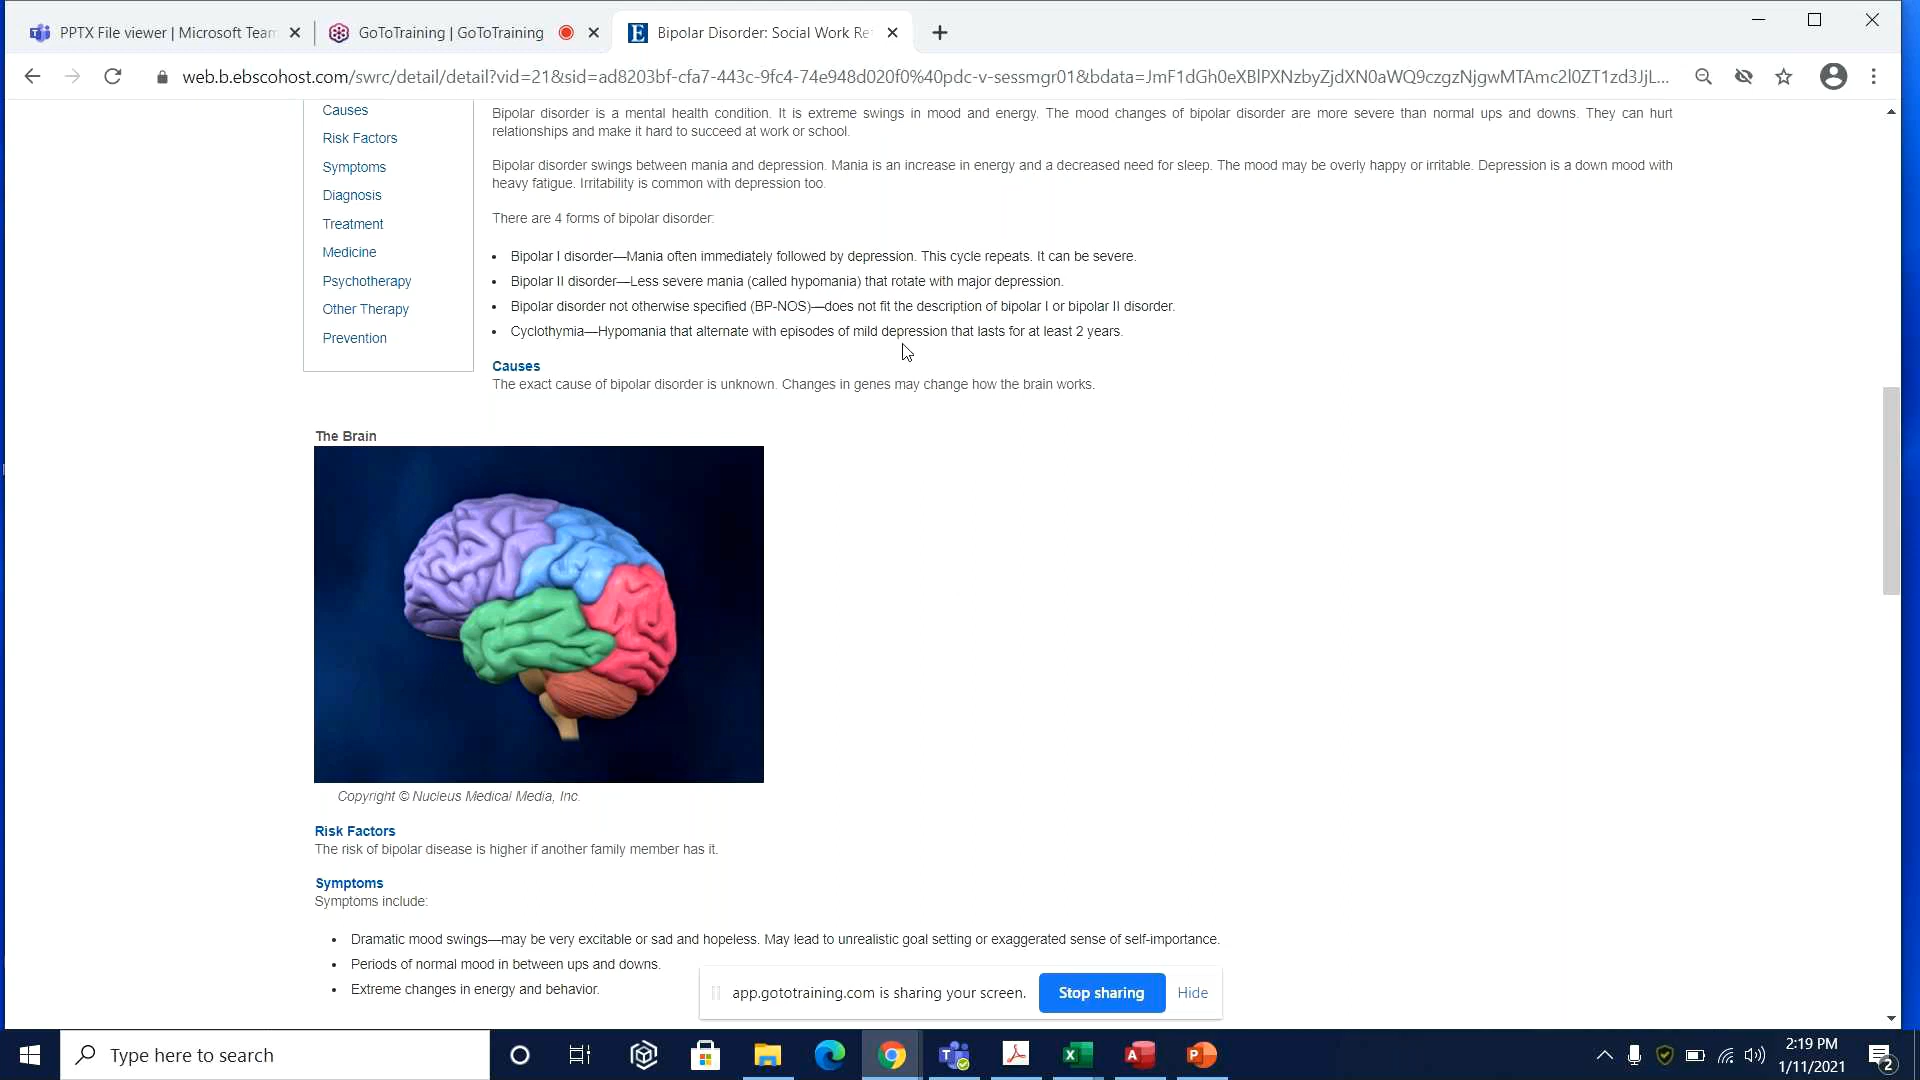 PPTX File viewer | Microsoft Team
GoToTraining | GoToTraining
Bipolar Disorder: Social Work Re
web.b.ebscohost.com/swrc/detail/detail?vid=21&sid=ad8203bf-cfa7-443c-9fc4-74e948d020f0%40pdc-v-sessmgr01&bdata=JmF1dGh0eXBlPXNzbyZjdXN0aWQ9czgzNjgwMTAmc2l0ZT1zd3JjL...
Causes
Risk Factors
Symptoms
Diagnosis
Treatment
Medicine
Psychotherapy
Other Therapy
Prevention
Bipolar disorder is a mental health condition. It is extreme swings in mood and energy. The mood changes of bipolar disorder are more severe than normal ups and downs. They can hurt
relationships and make it hard to succeed at work or school.
Bipolar disorder swings between mania and depression. Mania is an increase in energy and a decreased need for sleep. The mood may be overly happy or irritable. Depression is a down mood with
heavy fatigue. Irritability is common with depression too.
There are 4 forms of bipolar disorder:
• Bipolar I disorder—Mania often immediately followed by depression. This cycle repeats. It can be severe.
• Bipolar II disorder—Less severe mania (called hypomania) that rotate with major depression.
• Bipolar disorder not otherwise specified (BP-NOS)—does not fit the description of bipolar I or bipolar II disorder.
• Cyclothymia—Hypomania that alternate with episodes of mild depression that lasts for at least 2 years.
Causes
The exact cause of bipolar disorder is unknown. Changes in genes may change how the brain works.
The Brain
Copyright © Nucleus Medical Media, Inc.
Risk Factors
The risk of bipolar disease is higher if another family member has it.
Symptoms
Symptoms include:
• Dramatic mood swings—may be very excitable or sad and hopeless. May lead to unrealistic goal setting or exaggerated sense of self-importance.
• Periods of normal mood in between ups and downs.
• Extreme changes in energy and behavior.
app.gototraining.com is sharing your screen.
Stop sharing
Hide
Type here to search
2:19 PM
1/11/2021
2